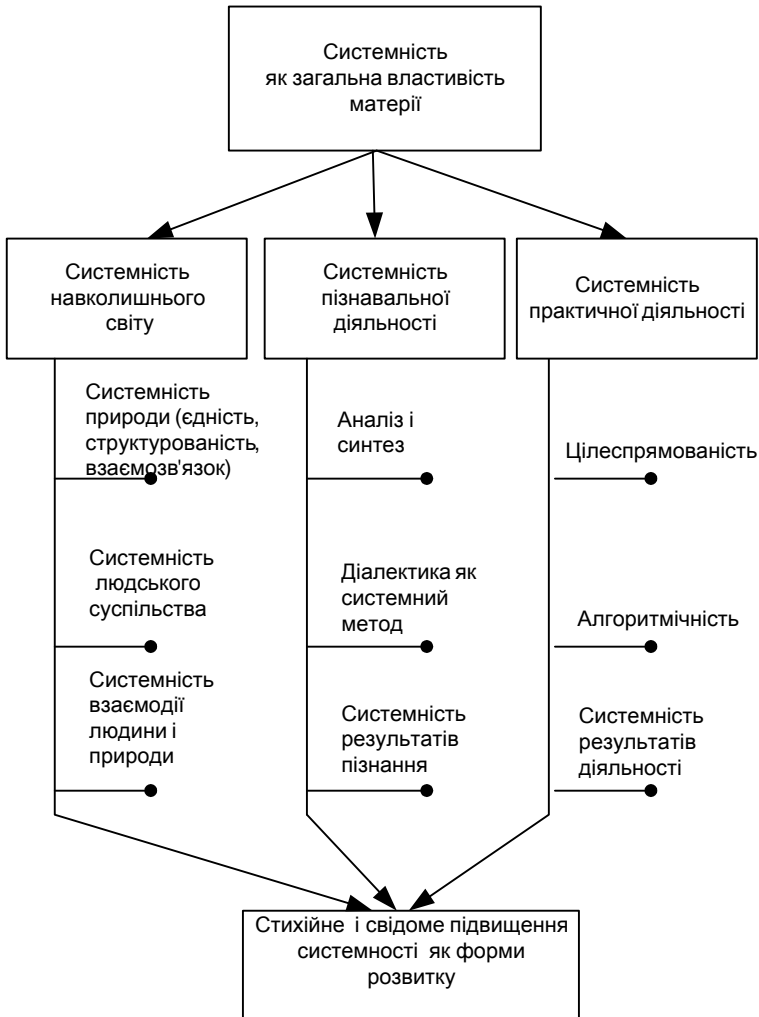 Системність
як загальна властивість
матерії
Системність
навколишнього
світу
Системність
пізнавальної
діяльності
Системність
практичної діяльності
Системність
природи (єдність,
структурованість,
взаємозв'язок)
Аналіз і
синтез
Цілеспрямованість
Системність
людського
суспільства
Діалектика як
системний
метод
Алгоритмічність
Системність
взаємодії
людини і
природи
Системність
результатів
пізнання
Системність
результатів
діяльності
Стихійне і свідоме підвищення
системності як форми
розвитку